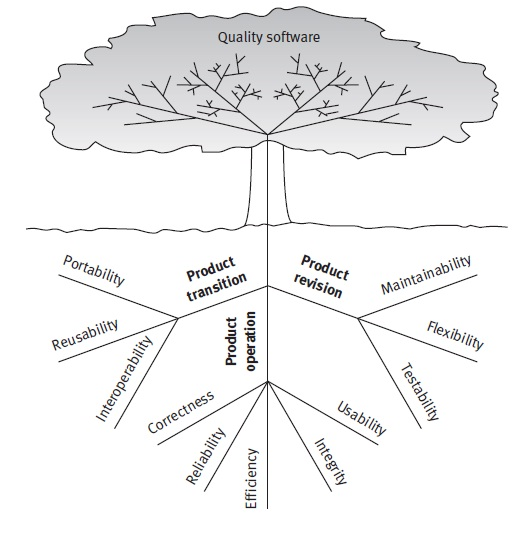 Quality software
Portability
Product
transition
Product
revision
Maintainability
Reusability
Interoperability
Product
operation
Flexibility
Testability
Correctness
Reliability
Efficiency
Integrity
Usability